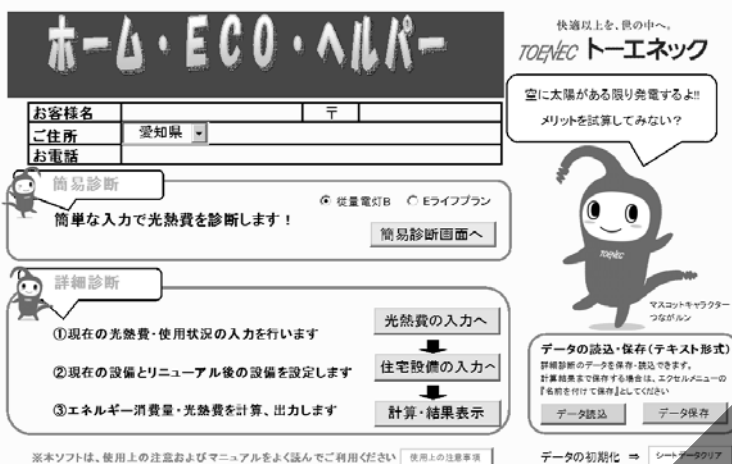 ホーム・ECO・ヘルパー
快適以上を、世の中へ。
TOENEC トーエネック
空に太陽がある限り発電するよ!!
メリットを試算してみない？
お客様名
〒
ご住所
愛知県
お電話
簡易診断
簡単な入力で光熱費を診断します！
従量電灯B
Eライフプラン
簡易診断画面へ
TOENEC
マスコットキャラクター
つながルン
詳細診断
①現在の光熱費・使用状況の入力を行います
光熱費の入力へ
②現在の設備とリニューアル後の設備を設定します
住宅設備の入力へ
③エネルギー消費量・光熱費を計算、出力します
計算・結果表示
データの読込・保存(テキスト形式)
詳細診断のデータを保存・読込できます。
計算結果まで保存する場合は、エクセルメニューの
『名前を付けて保存』としてください
データ読込
データ保存
※本ソフトは、使用上の注意およびマニュアルをよく読んでご利用ください
使用上の注意事項
データの初期化 ⇒
シートデータクリア